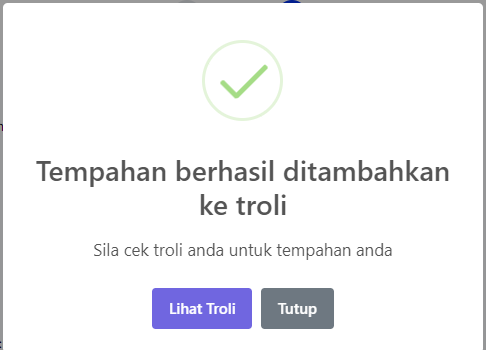 Tempahan berhasil ditambahkan
ke troli
Sila cek troli anda untuk tempahan anda
Lihat Troli
Tutup